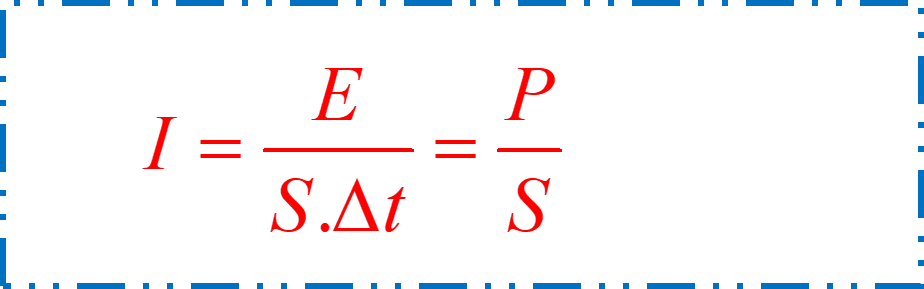 I = E / S.Δt = P / S